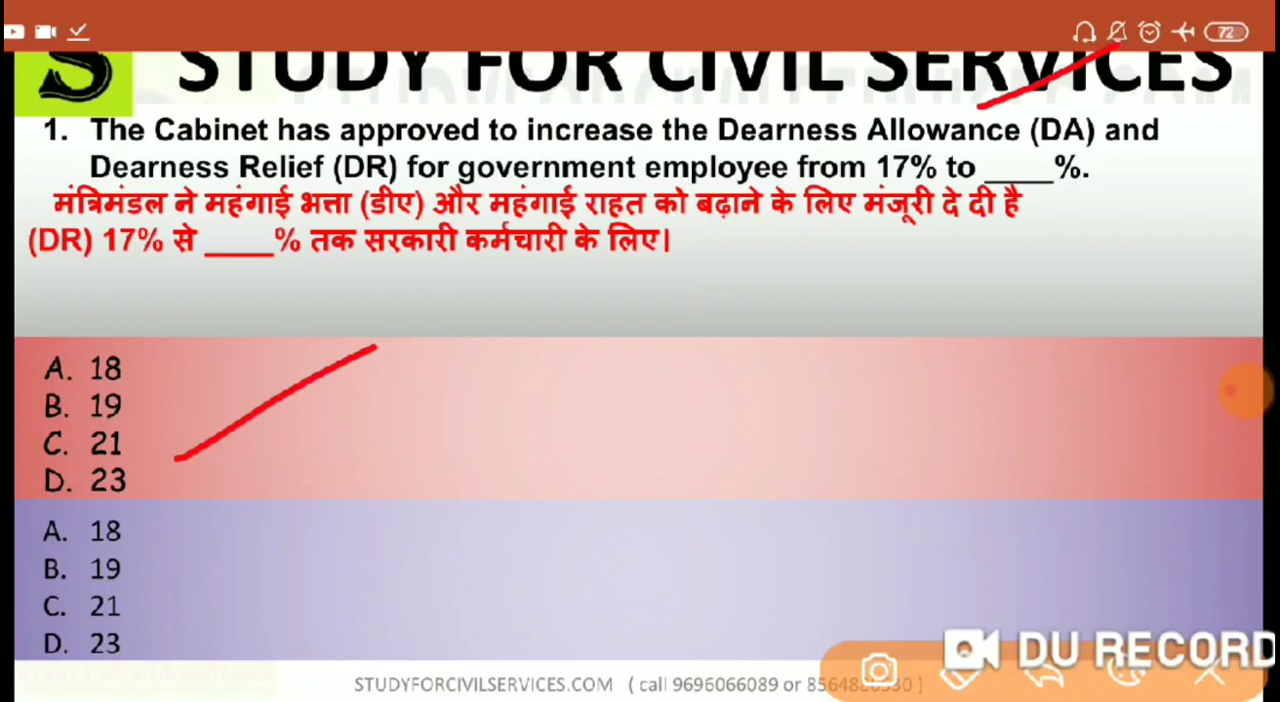 72
STUDY FOR CIVIL SERVICES
1. The Cabinet has approved to increase the Dearness Allowance (DA) and
Dearness Relief (DR) for government employee from 17% to ____%.
मंत्रिमंडल ने महंगाई भत्ता (डीए) और महंगाई राहत को बढ़ाने के लिए मंजूरी दे दी है
(DR) 17% से ____% तक सरकारी कर्मचारी के लिए।
A. 18
B. 19
C. 21
D. 23
A. 18
B. 19
C. 21
D. 23
DU RECORD
STUDYFORCIVILSERVICES.COM ( call 9696066089 or )